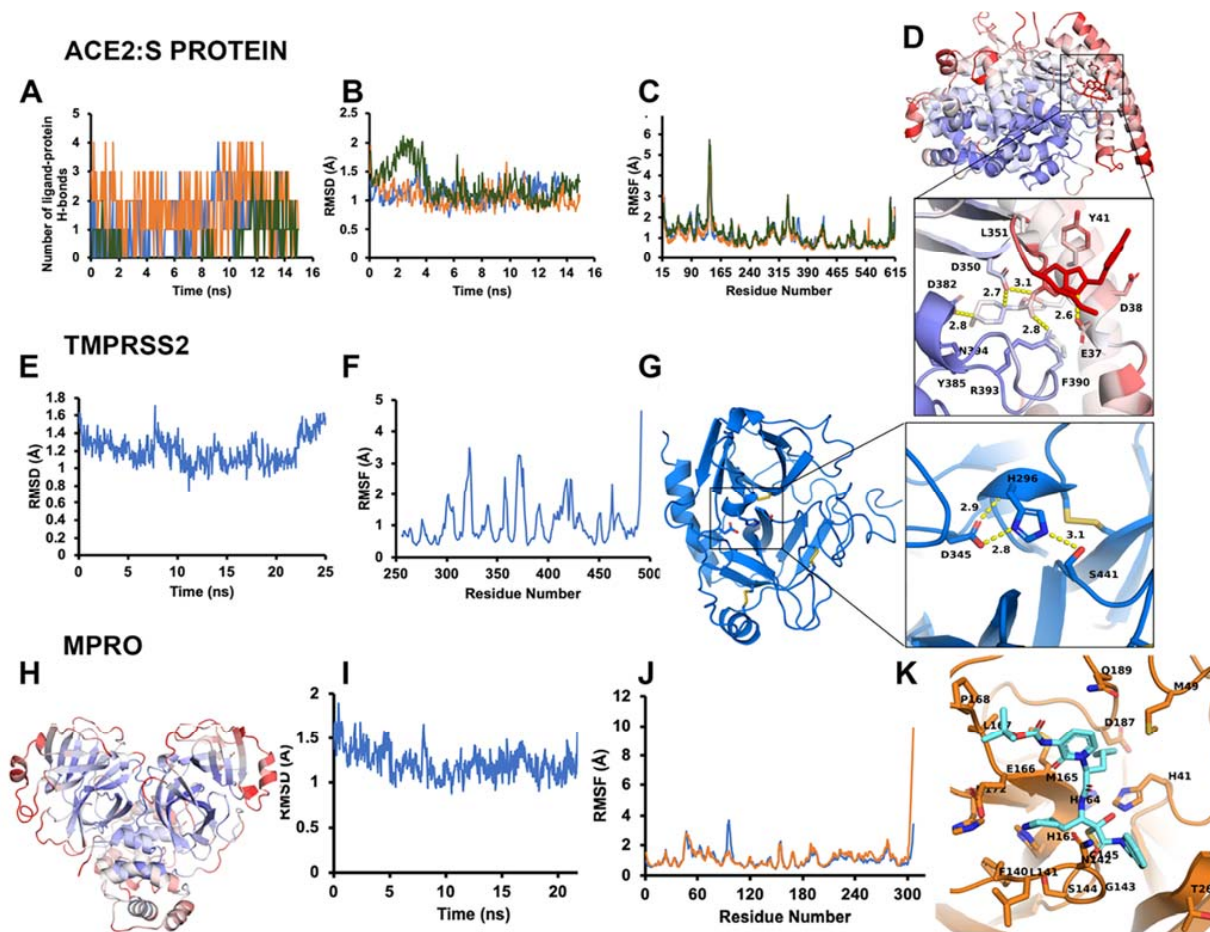 ACE2:S PROTEIN
A
Number of ligand-protein
H-bonds
5
4
3
2
1
0
0 2 4 6 8 10 12 14 16
Time (ns)
B
RMSD (Å)
2.5
2
1.5
1
0.5
0
0 2 4 6 8 10 12 14 16
Time (ns)
C
RMSF (Å)
6
5
4
3
2
1
0
15 90 165 240 315 390 465 540 615
Residue Number
D
L351
Y41
D350
3.1
D382
2.7
D38
2.6
2.8
2.8
N394
E37
Y385
R393
F390
TMPRSS2
E
RMSD (Å)
1.8
1.6
1.4
1.2
1
0.8
0.6
0.4
0.2
0
0 5 10 15 20 25
Time (ns)
F
RMSF (Å)
5
4
3
2
1
0
250 300 350 400 450 500
Residue Number
G
H296
2.9
D345
2.8
3.1
S441
MPRO
H
I
RMSD (Å)
2
1.5
1
0.5
0
0 5 10 15 20
Time (ns)
J
RMSF (Å)
12
10
8
6
4
2
0
0 60 120 180 240 300
Residue Number
K
Q189
P168
M49
L167
D187
E166
M165
H41
H164
H163
C145
N142
F140
L141
S144
G143